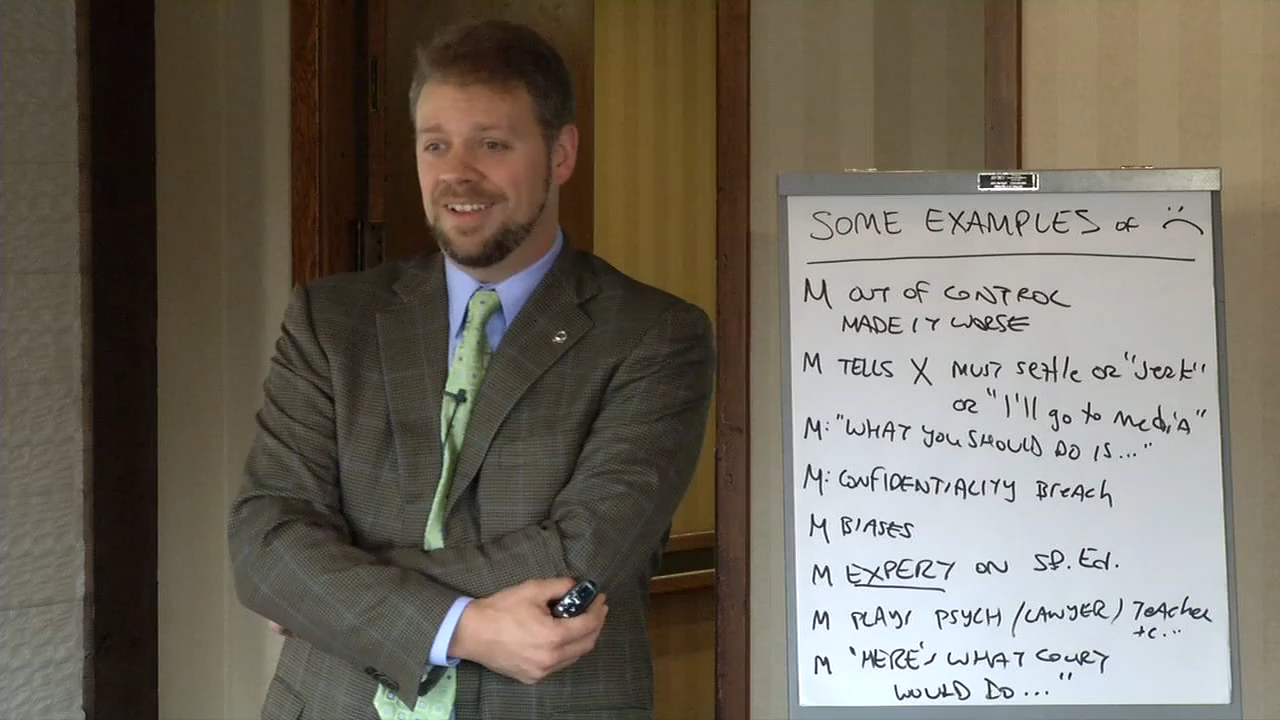 SOME EXAMPLES OF
M OUT OF CONTROL
MADE IT WORSE
M TELLS X MUST settle or "Jerk"
or "I'll go to media"
M: "WHAT YOU SHOULD DO IS..."
M: CONFIDENTIALITY Breach
M BIASES
M EXPERT ON SP. Ed.
M PLAYS PSYCH/LAWYER/Teacher
etc...
M "HERE'S WHAT COURT
WOULD DO..."